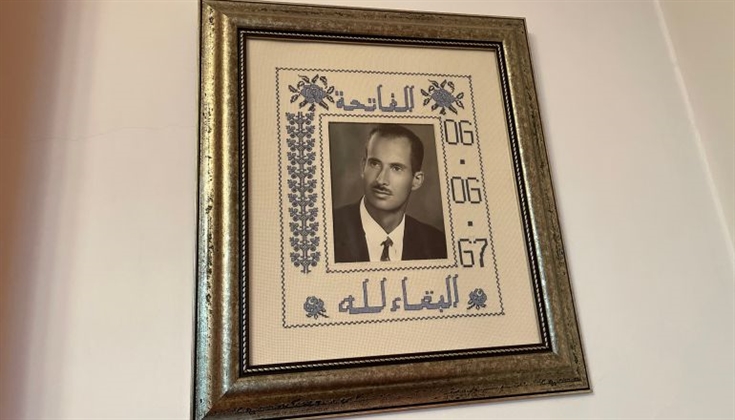 الفاتحة
06
.
06
.
67
البقاء لله